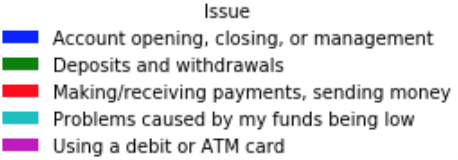 Issue
Account opening, closing, or management
Deposits and withdrawals
Making/receiving payments, sending money
Problems caused by my funds being low
Using a debit or ATM card